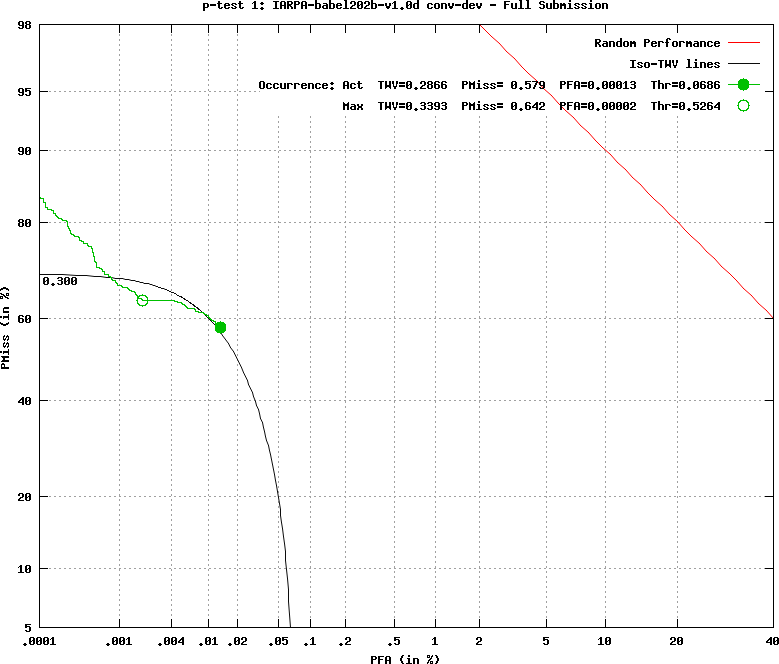 p-test 1: IARPA-babel202b-v1.0d conv-dev - Full Submission
Random Performance
Iso-TWV lines
Occurrence: Act TWV=0.2866 PMiss= 0.579 PFA=0.00013 Thr=0.0686
Max TWV=0.3393 PMiss= 0.642 PFA=0.00002 Thr=0.5264
98
95
90
80
60
40
20
10
5
PMiss (in %)
0.300
.0001 .001 .004 .01 .02 .05 .1 .2 .5 1 2 5 10 20 40
PFA (in %)